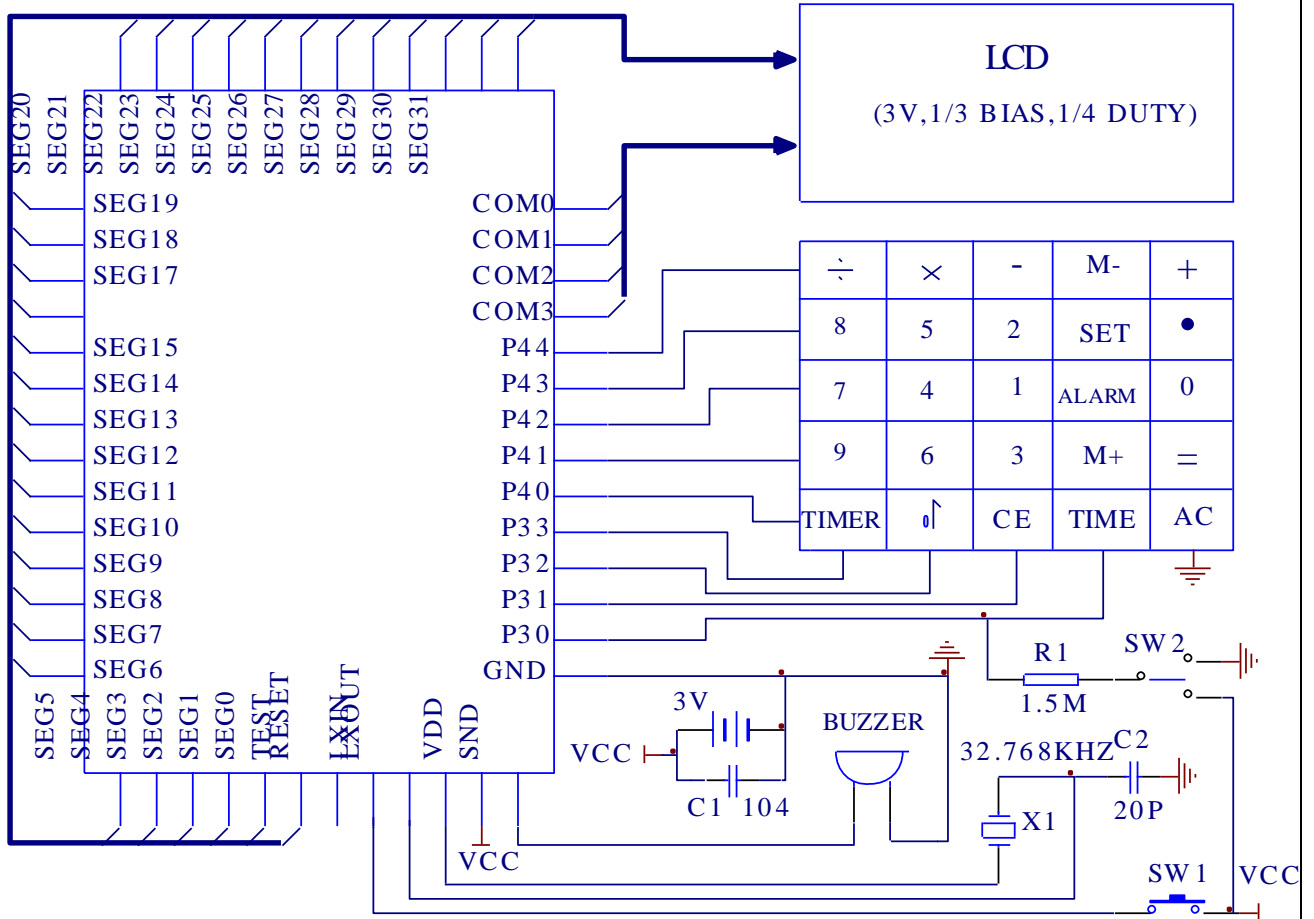 LCD
(3V,1/3 BIAS,1/4 DUTY)
SEG20
SEG21
SEG22
SEG23
SEG24
SEG25
SEG26
SEG27
SEG28
SEG29
SEG30
SEG31
SEG19
SEG18
SEG17
SEG15
SEG14
SEG13
SEG12
SEG11
SEG10
SEG9
SEG8
SEG7
SEG6
COM0
COM1
COM2
COM3
P44
P43
P42
P41
P40
P33
P32
P31
P30
GND
SEG5
SEG4
SEG3
SEG2
SEG1
SEG0
TEST
RESET
LXIN
LXOUT
VDD
SND
÷ × - M- +
8 5 2 SET •
7 4 1 ALARM 0
9 6 3 M+ =
TIMER CE TIME AC
R1
1.5M
SW2
3V
VCC
C1 104
BUZZER
32.768KHZ
C2
20P
X1
VCC
SW1
VCC